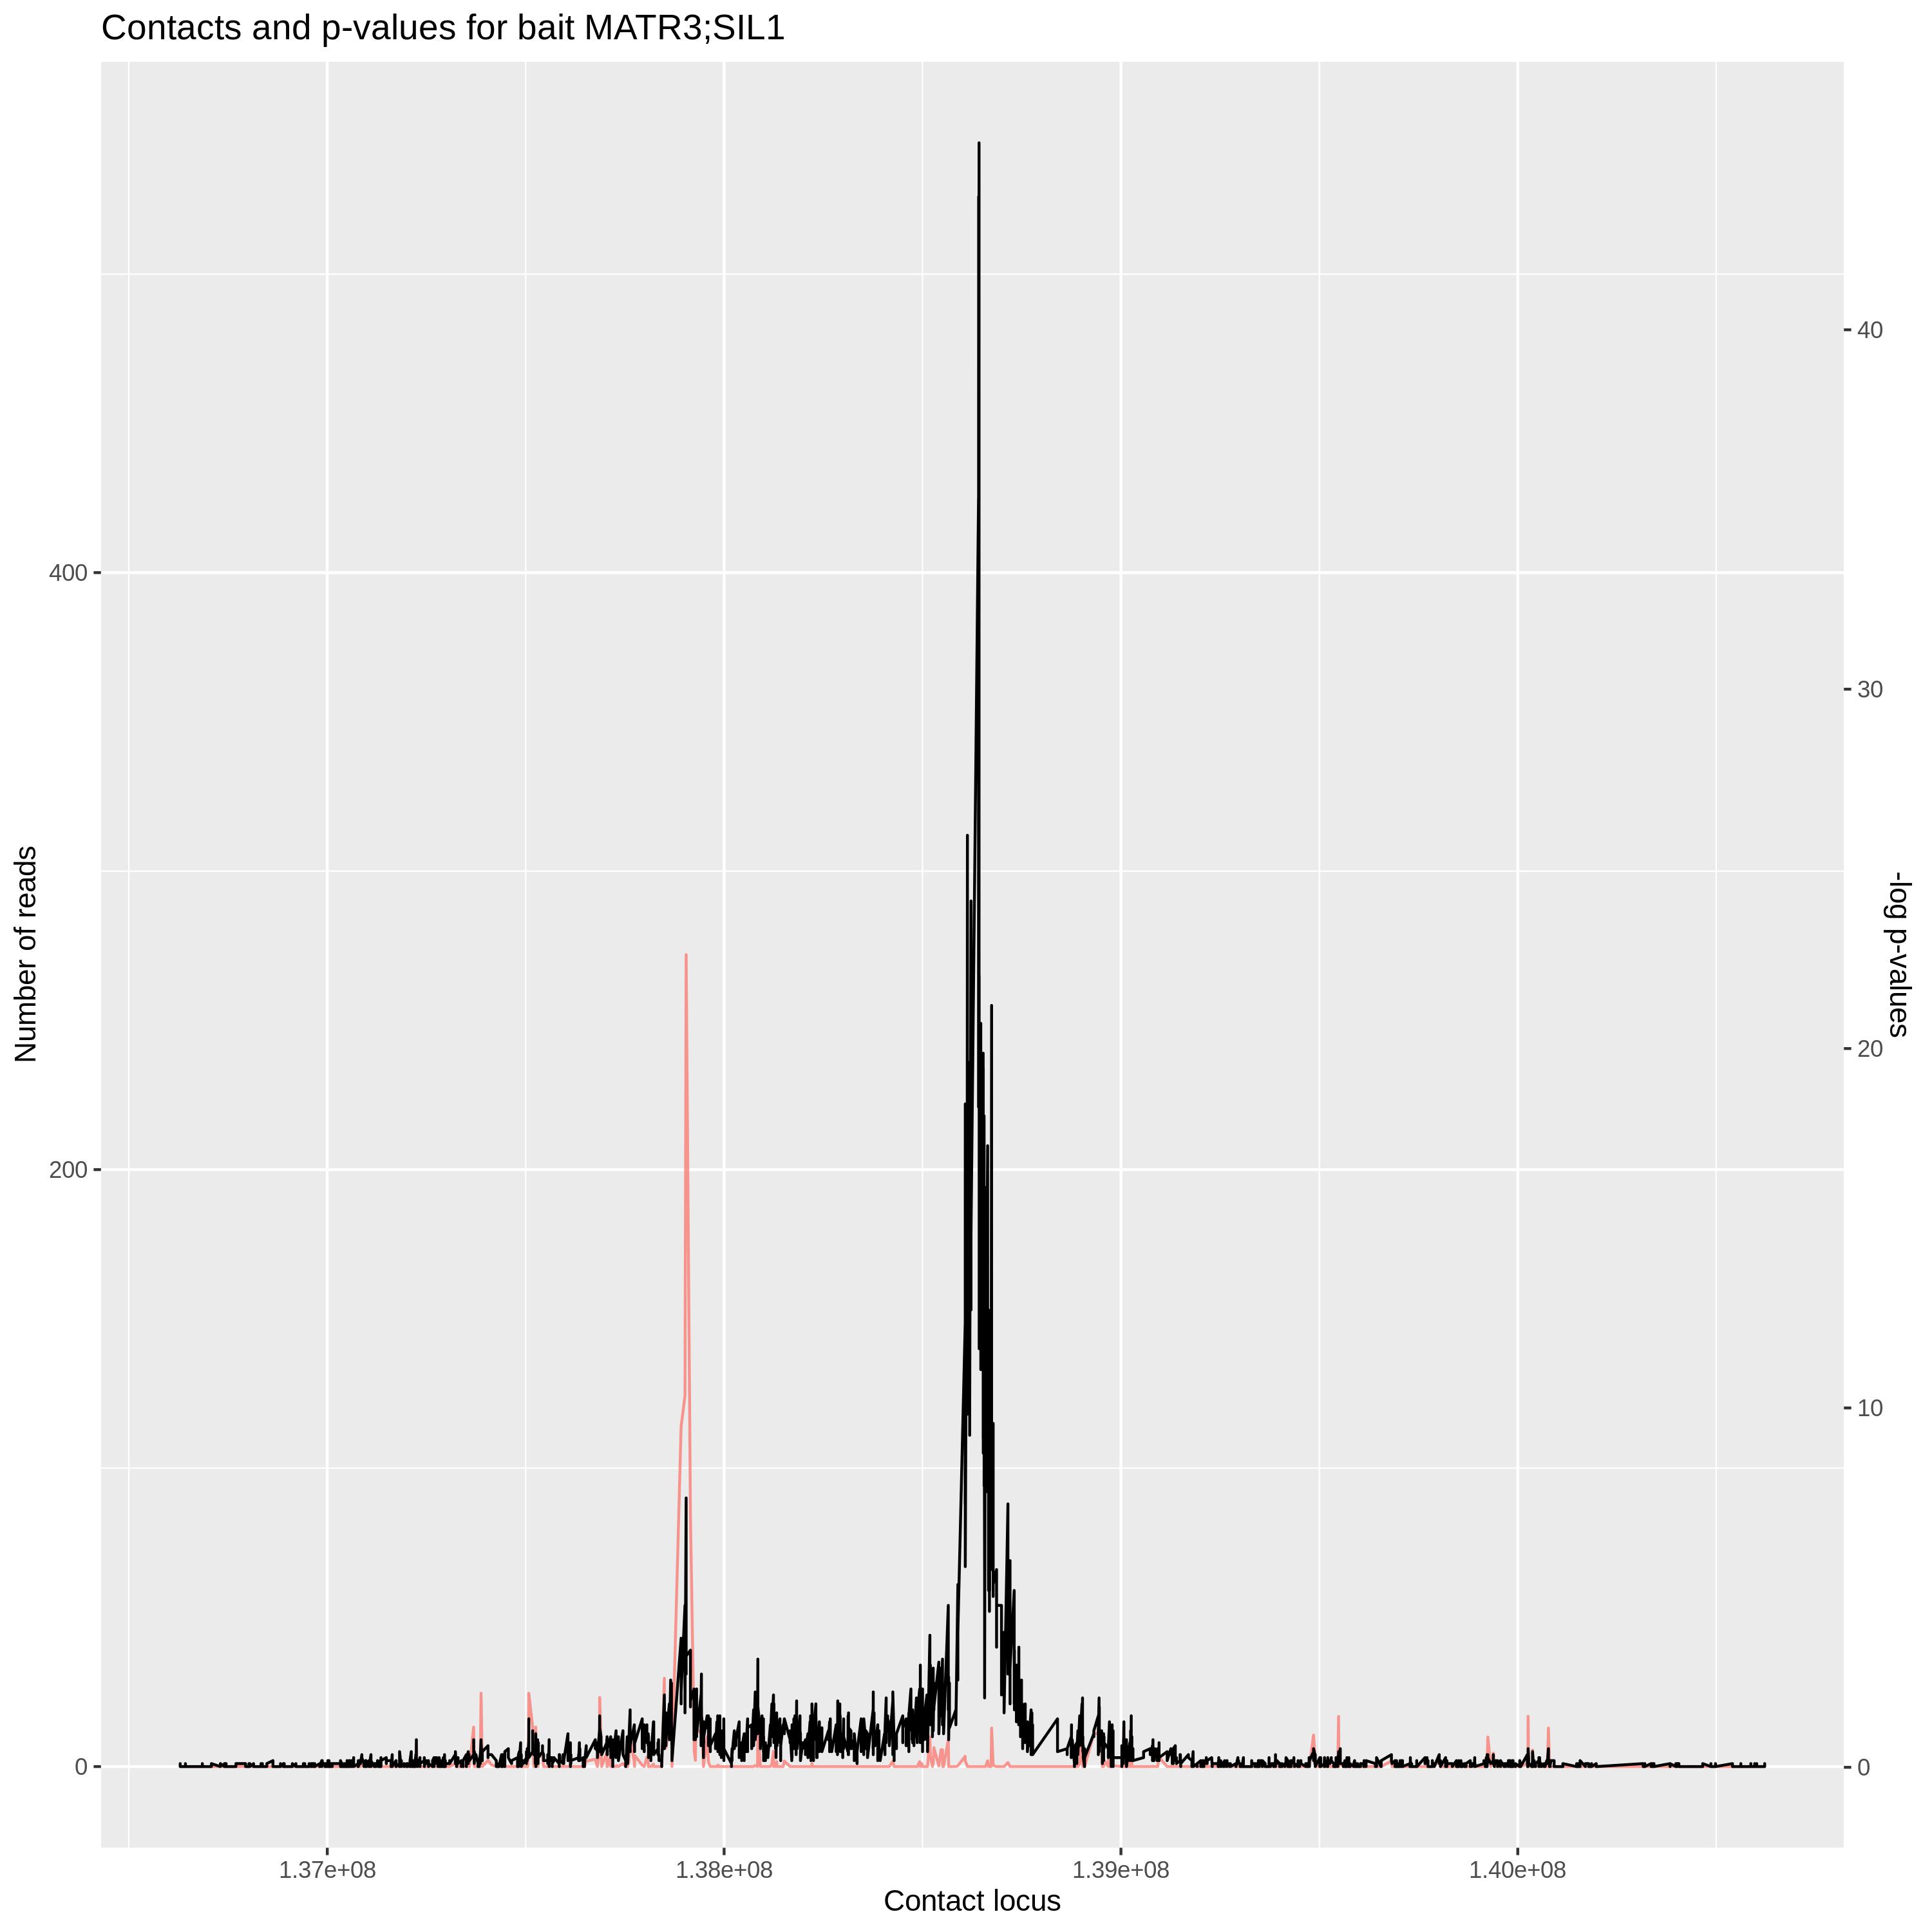 Contacts and p-values for bait MATR3;SIL1
Number of reads
400
200
0
40
30
20
10
0
-log p-values
1.37e+08
1.38e+08
1.39e+08
1.40e+08
Contact locus